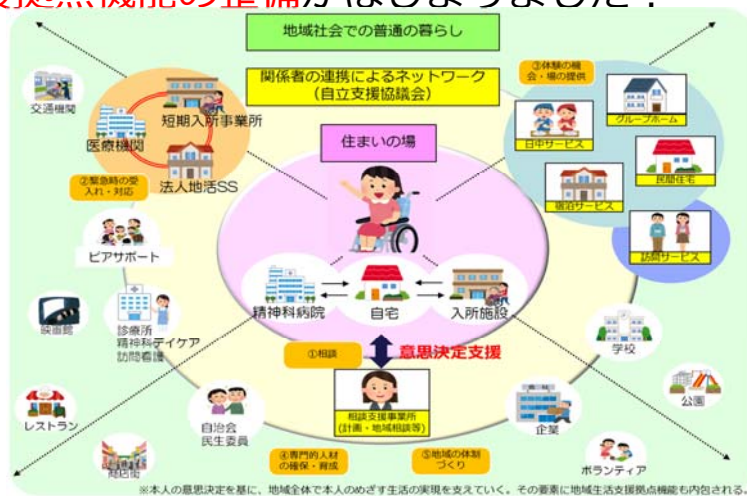 拠点機能の整備がはじまりました！
地域社会での普通の暮らし
関係者の連携によるネットワーク
（自立支援協議会）
③体験の機
会・場の提供
交通機関
短期入所事業所
医療機関
法人地活SS
②緊急時の受
入れ・対応
住まいの場
グループホーム
日中サービス
民間住宅
宿泊サービス
訪問サービス
ピアサポート
精神科病院
自宅
入所施設
映画館
診療所
精神科デイケア
訪問看護
①相談
意思決定支援
学校
相談支援事業所
(計画・地域相談等)
公園
レストラン
自治会
民生委員
企業
商店街
④専門的人材
の確保・育成
⑤地域の体制
づくり
ボランティア
※本人の意思決定を基に、地域全体で本人のめざす生活の実現を支えていく。その要素に地域生活支援拠点機能も内包される。